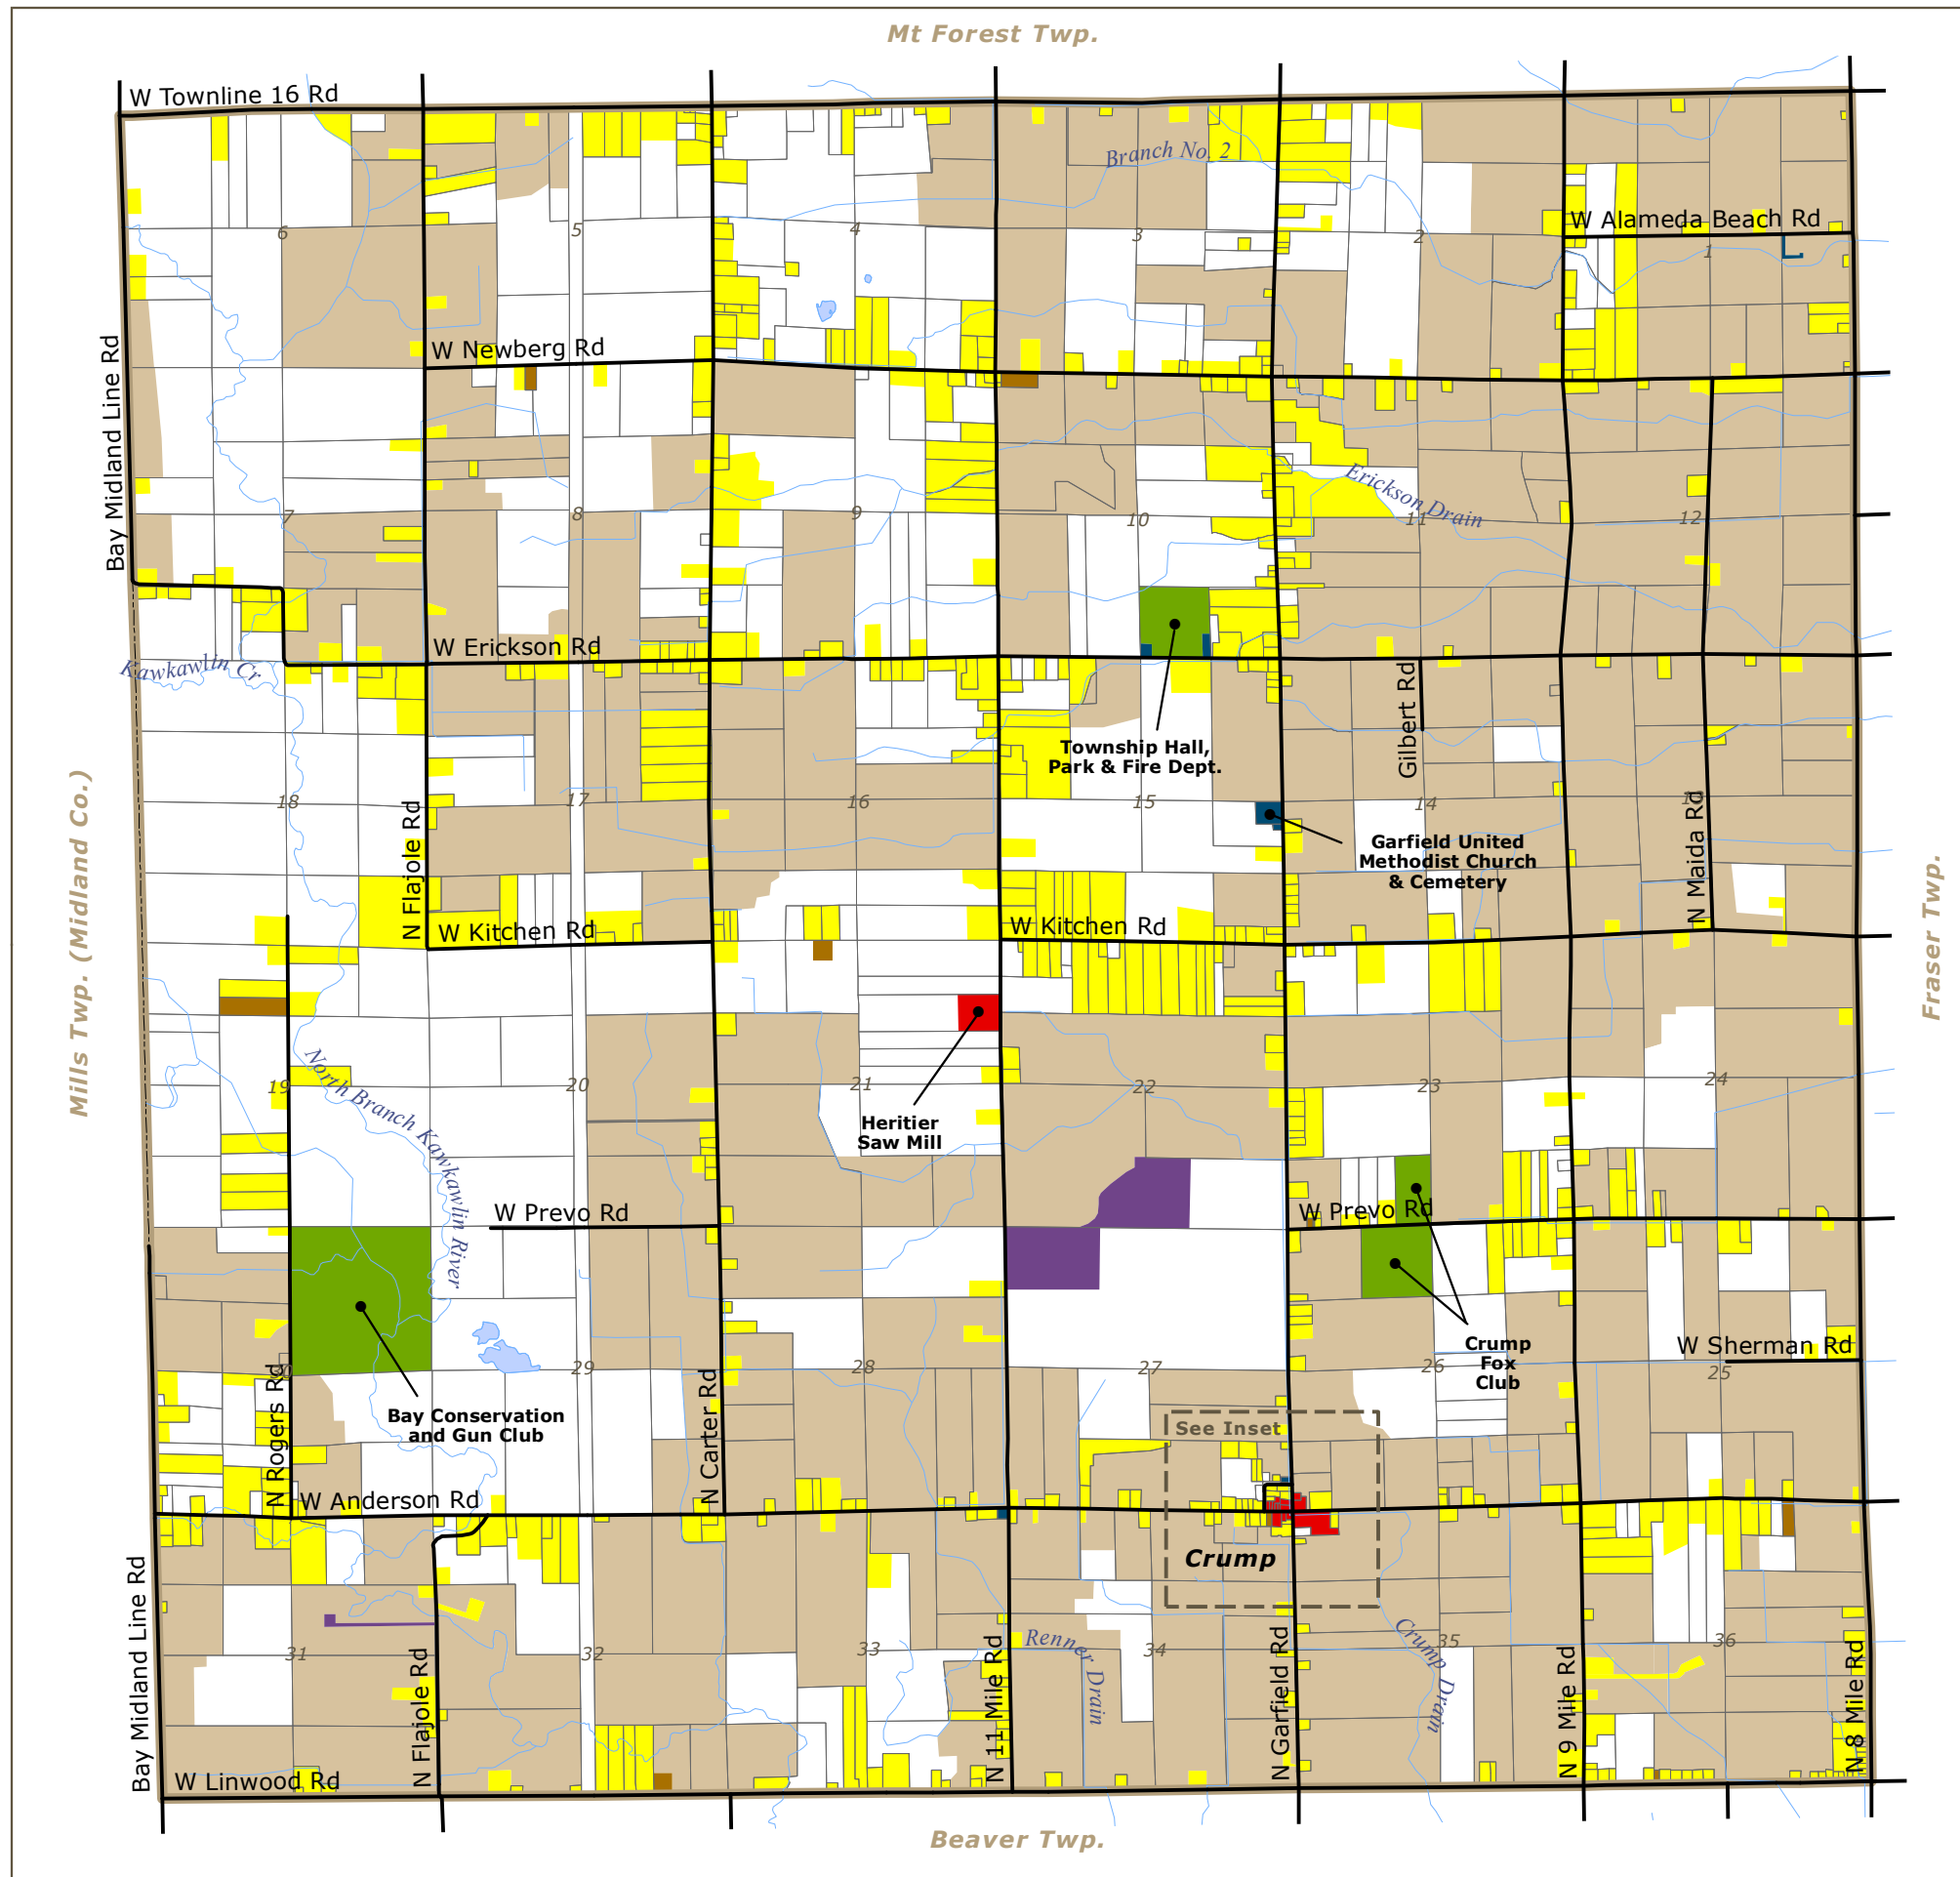 Mt Forest Twp.
W Townline 16 Rd
Branch No. 2
W Alameda Beach Rd
6
5
4
3
2
1
W Newberg Rd
Bay Midland Line Rd
Erickson Drain
7
8
9
10
11
12
W Erickson Rd
Kawkawlin Cr
Gilbert Rd
Township Hall,
Park & Fire Dept.
18
17
16
15
14
N Flajole Rd
N Maida Rd
Garfield United
Methodist Church
& Cemetery
Mills Twp. (Midland Co.)
Fraser Twp.
W Kitchen Rd
W Kitchen Rd
North Branch Kawkawlin River
19
20
21
22
23
24
Heritier
Saw Mill
W Prevo Rd
W Prevo Rd
Crump
Fox
Club
W Sherman Rd
30
29
28
27
26
25
N Rogers Rd
N Carter Rd
Bay Conservation
and Gun Club
See Inset
W Anderson Rd
Crump
Bay Midland Line Rd
31
32
33
34
35
36
N Flajole Rd
N 11 Mile Rd
Renner Drain
N Garfield Rd
Crump Drain
N 9 Mile Rd
N 8 Mile Rd
W Linwood Rd
Beaver Twp.